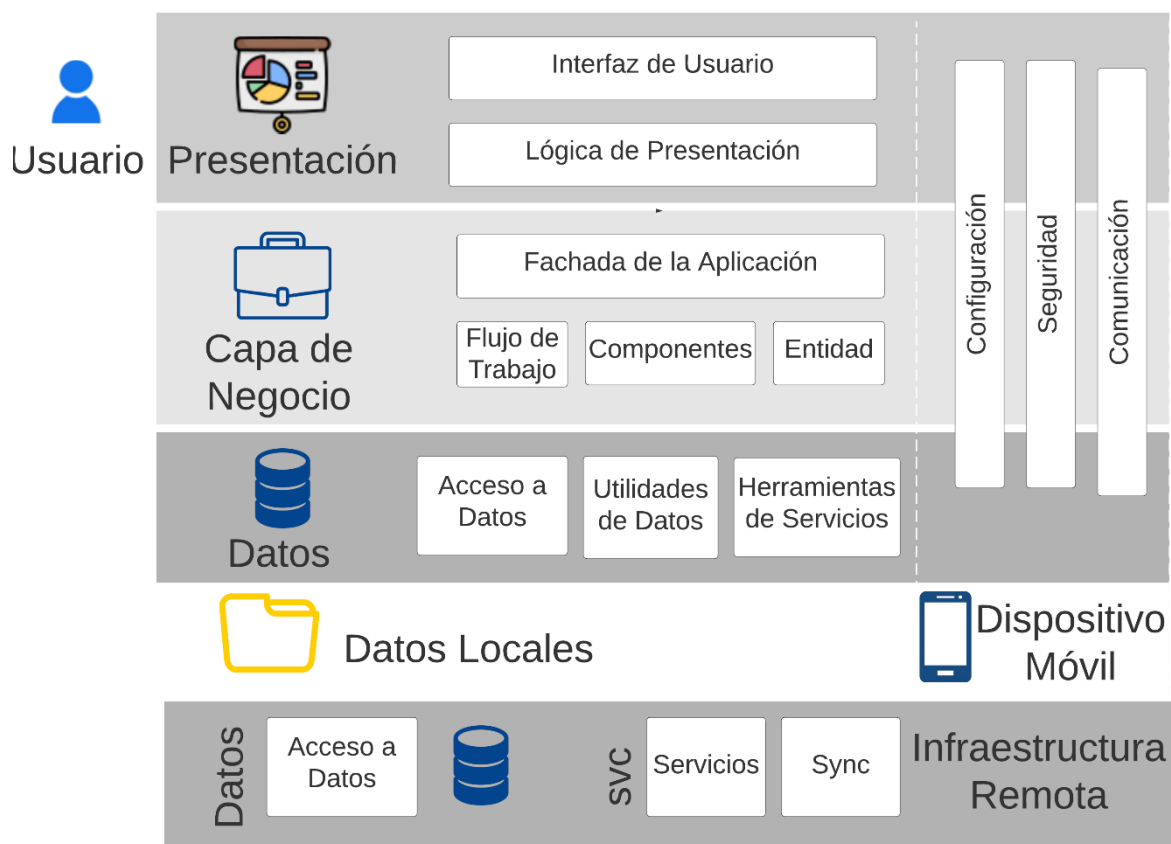 Usuario
Presentación
Interfaz de Usuario
Lógica de Presentación
Capa de
Negocio
Fachada de la Aplicación
Flujo de
Trabajo
Componentes
Entidad
Configuración
Seguridad
Comunicación
Datos
Acceso a
Datos
Utilidades
de Datos
Herramientas
de Servicios
Datos Locales
Dispositivo
Móvil
Datos
Acceso a
Datos
svc
Servicios
Sync
Infraestructura
Remota